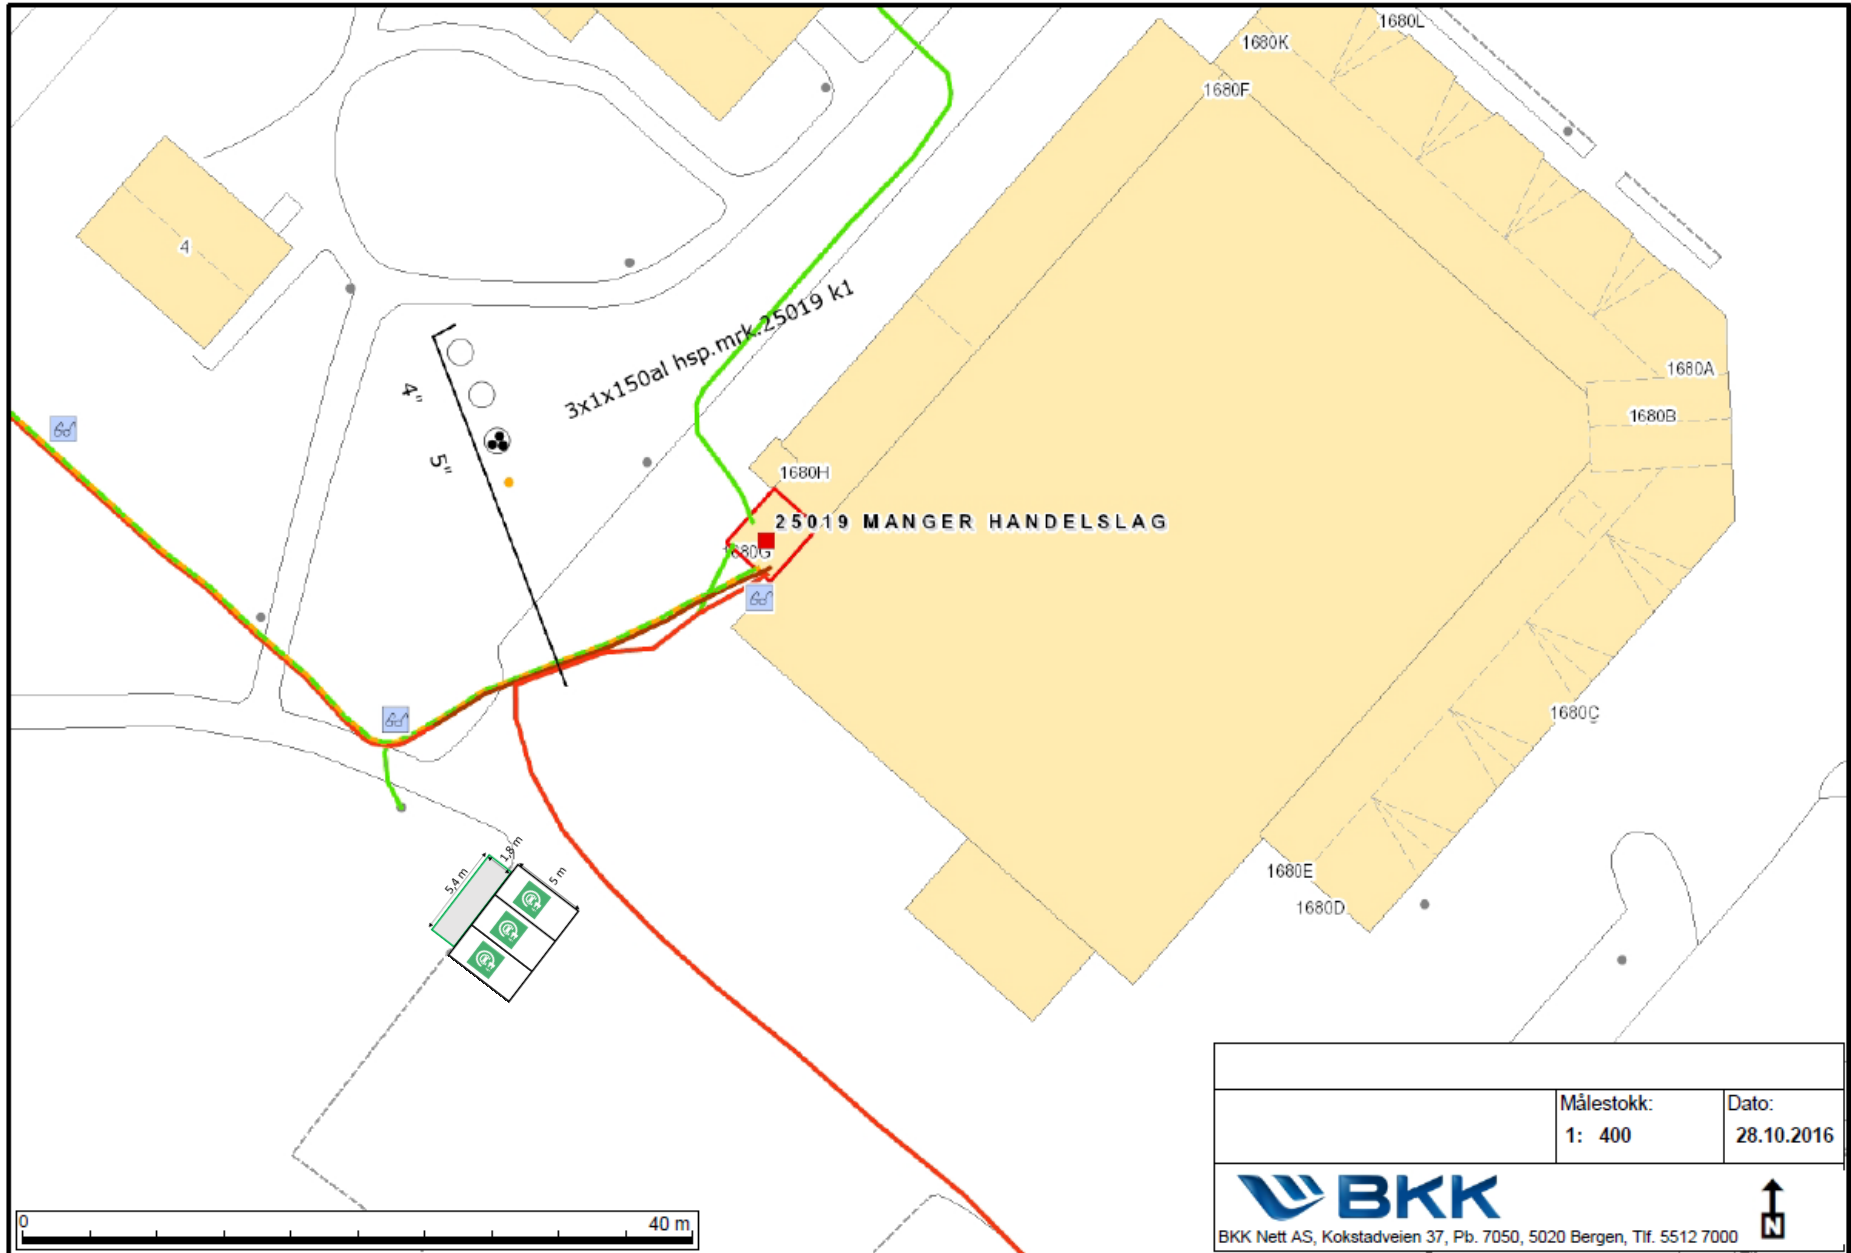 1680L
1680K
1680F
4
3x1x150al hsp.mrk.25019 k1
4"
5"
1680A
1680B
1680H
25019 MANGER HANDELSLAG
1680G
1680C
1,8 m
5,4 m
5 m
1680E
1680D
Målestokk:
1: 400
Dato:
28.10.2016
BKK
BKK Nett AS, Kokstadveien 37, Pb. 7050, 5020 Bergen, Tlf. 5512 7000
N
0
40 m